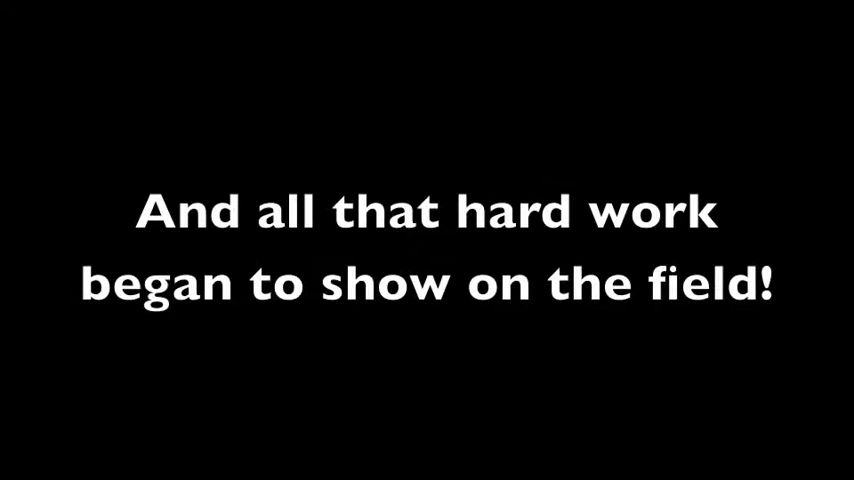 And all that hard work
began to show on the field!